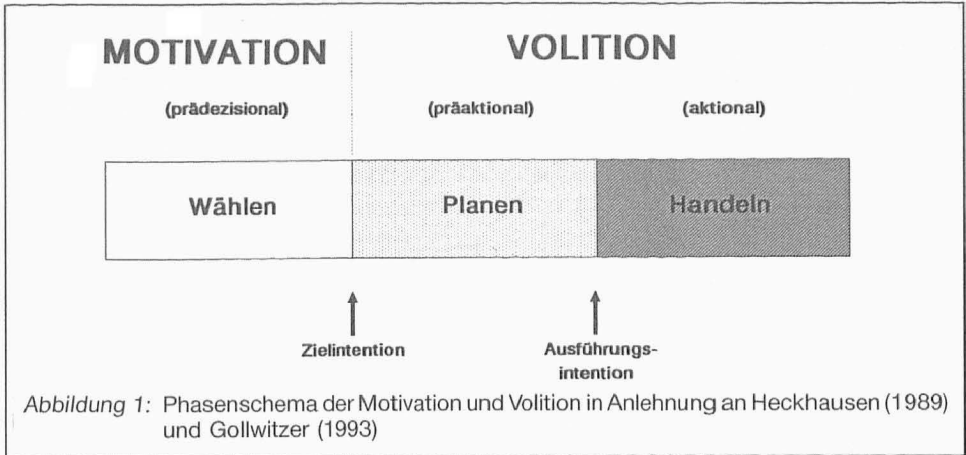 MOTIVATION VOLITION
(prädezisional) (präaktional) (aktional)
Wählen Planen Handeln
Zielintention Ausführungs-
intention
Abbildung 1: Phasenschema der Motivation und Volition in Anlehnung an Heckhausen (1989)
und Gollwitzer (1993)